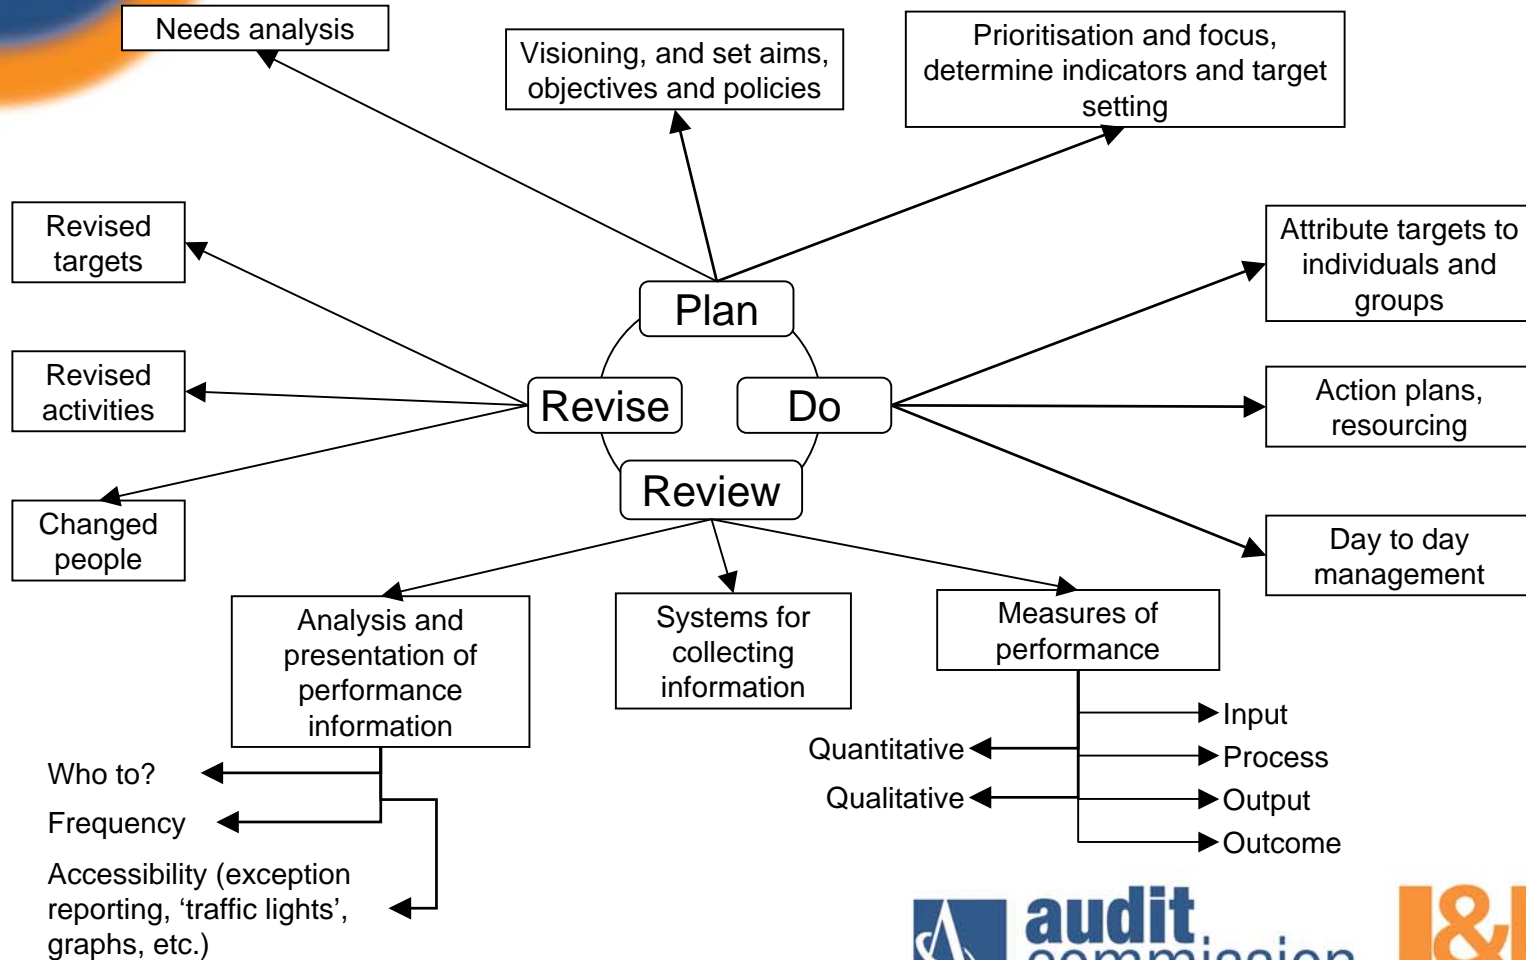 Needs analysis
Visioning, and set aims,
objectives and policies
Prioritisation and focus,
determine indicators and target
setting
Revised
targets
Attribute targets to
individuals and
groups
Plan
Revised
activities
Revise
Do
Action plans,
resourcing
Review
Changed
people
Day to day
management
Analysis and
presentation of
performance
information
Systems for
collecting
information
Measures of
performance
Input
Quantitative
Process
Who to?
Qualitative
Output
Frequency
Outcome
Accessibility (exception
reporting, ‘traffic lights’,
graphs, etc.)
audit
commission
I&